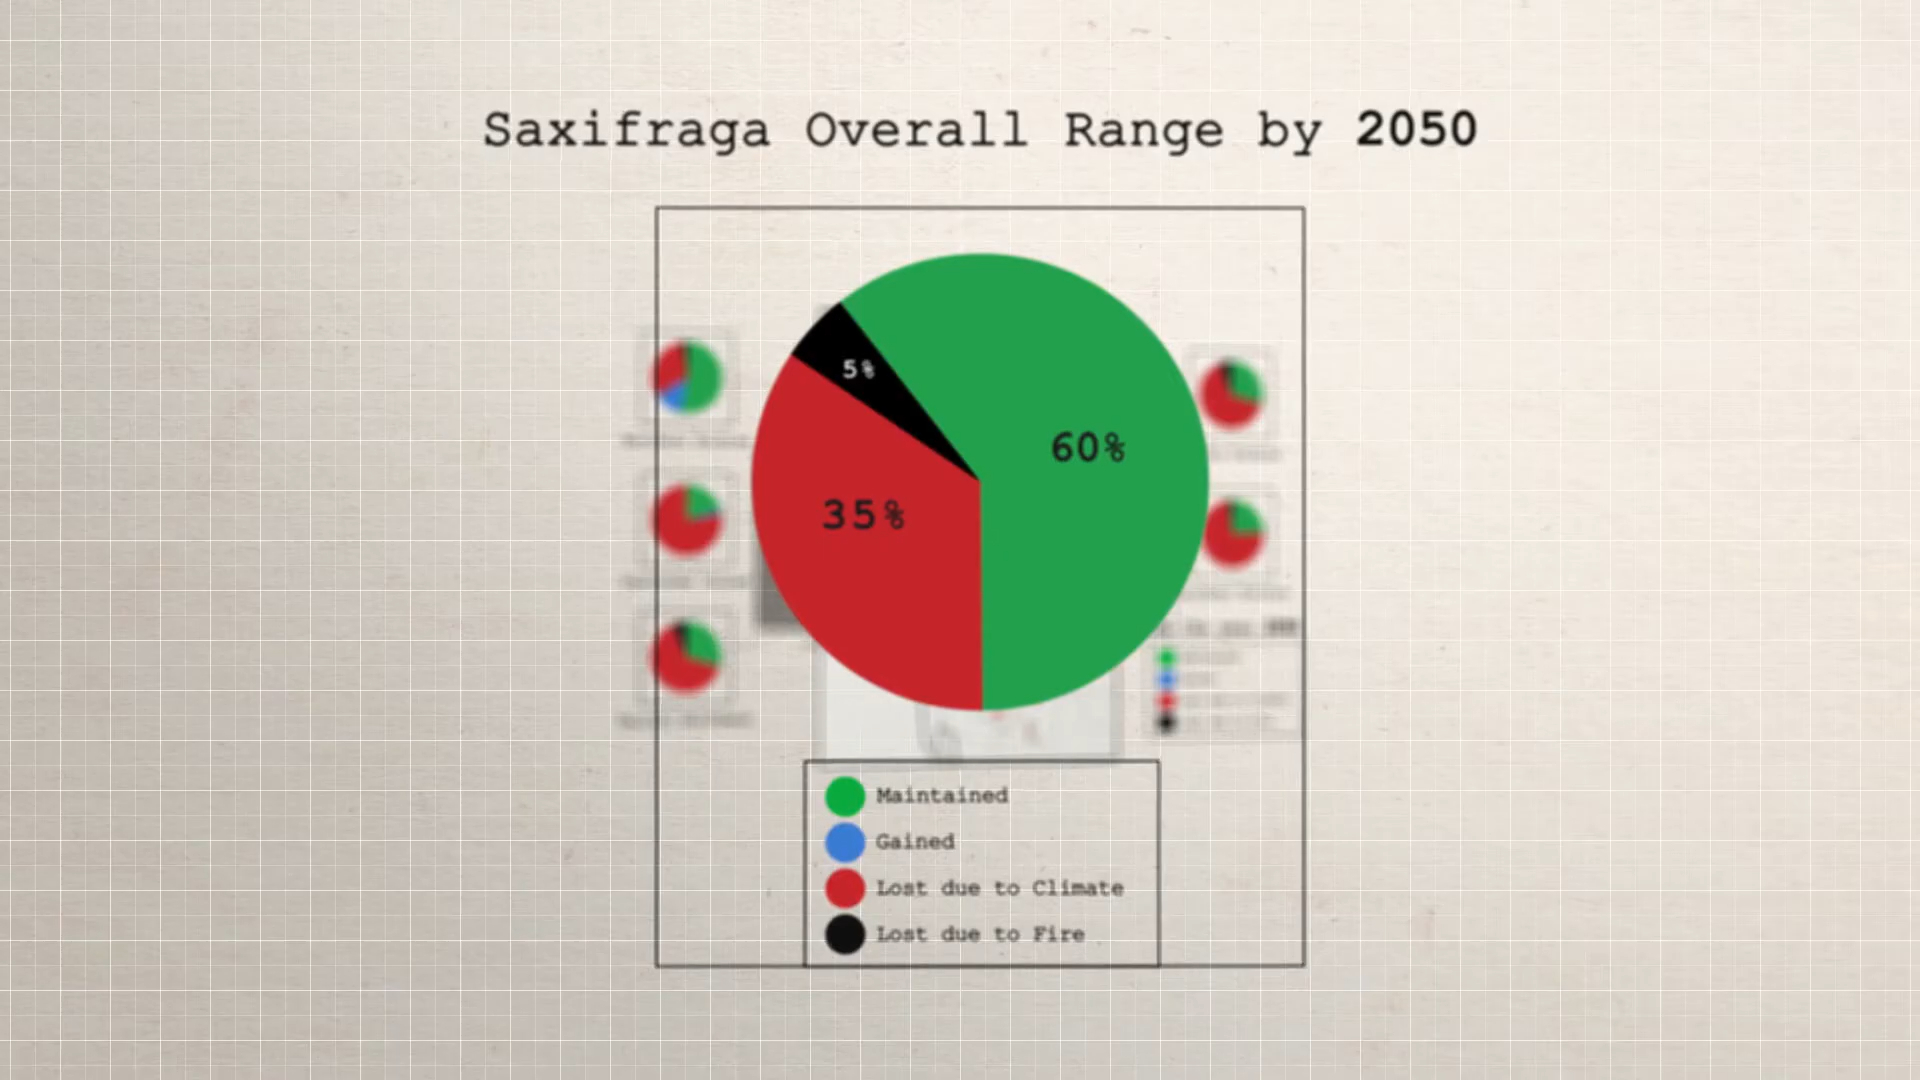 Saxifraga Overall Range by 2050
5%
60%
35%
Maintained
Gained
Lost due to Climate
Lost due to Fire